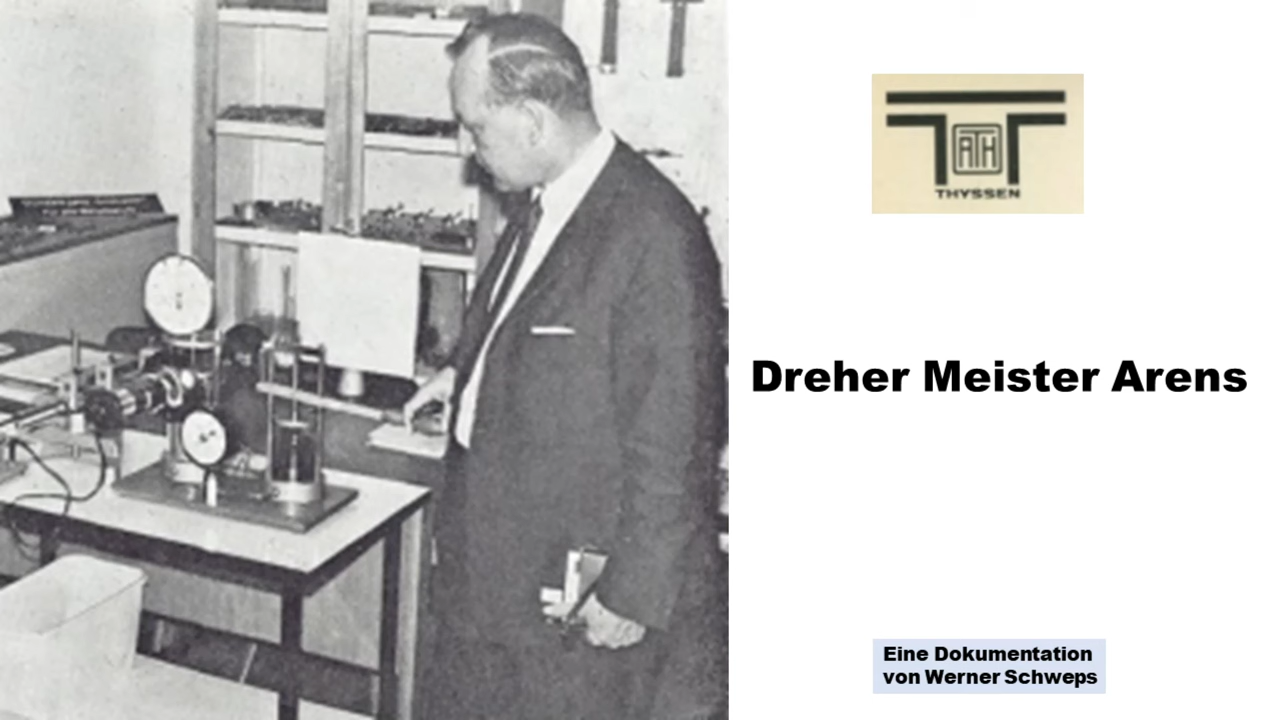 ATH
THYSSEN
Dreher Meister Arens
Eine Dokumentation
von Werner Schweps